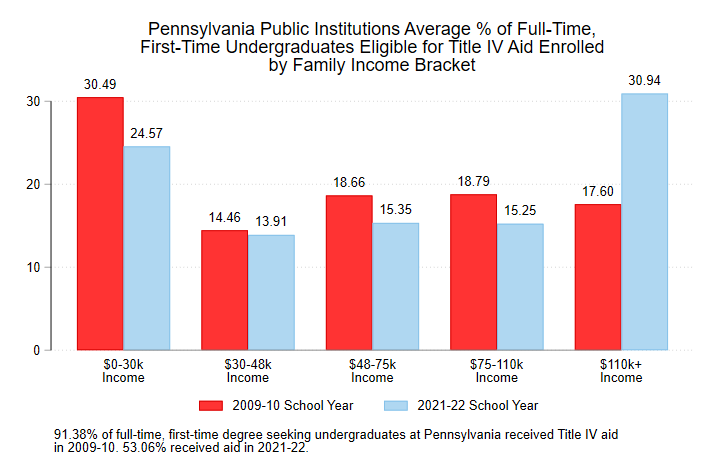 Pennsylvania Public Institutions Average % of Full-Time,
First-Time Undergraduates Eligible for Title IV Aid Enrolled
by Family Income Bracket
30
20
10
0
30.49
24.57
14.46
13.91
18.66
15.35
18.79
15.25
17.60
30.94
$0-30k
Income
$30-48k
Income
$48-75k
Income
$75-110k
Income
$110k+
Income
2009-10 School Year
2021-22 School Year
91.38% of full-time, first-time degree seeking undergraduates at Pennsylvania received Title IV aid
in 2009-10. 53.06% received aid in 2021-22.